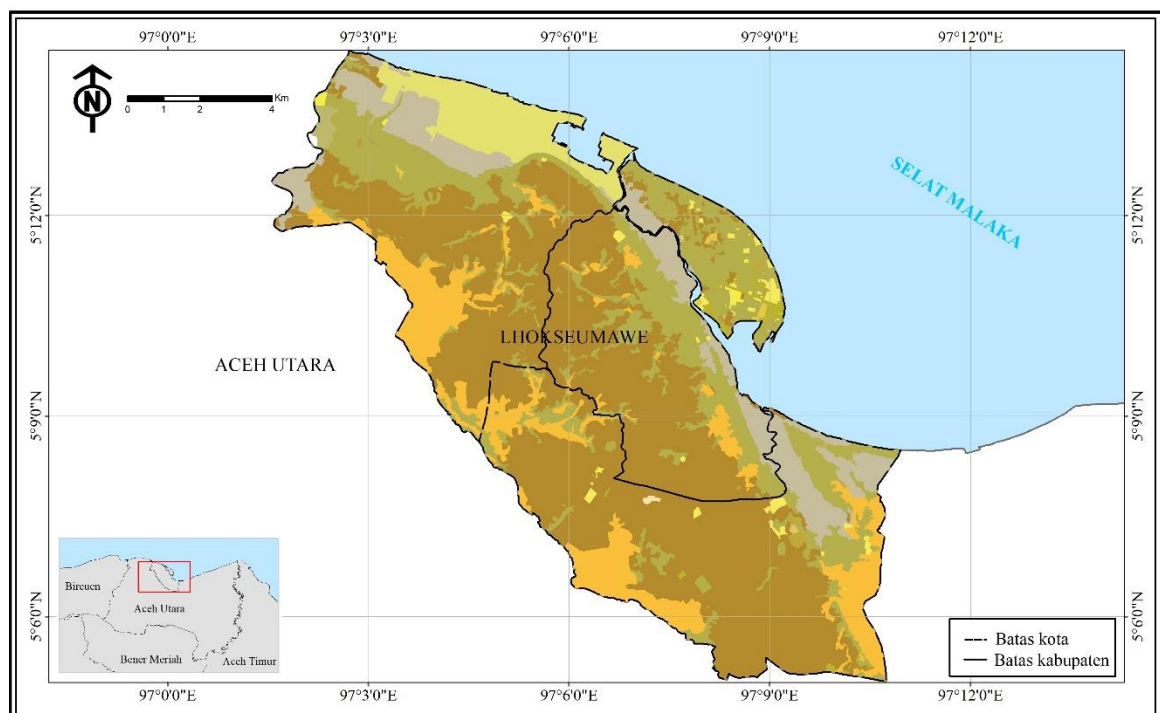 97°0'0"E 97°3'0"E 97°6'0"E 97°9'0"E 97°12'0"E
N
0 1 2 4 Km
5°12'0"N 5°12'0"N
SELAT MALAKA
LHOKSEUMAWE
ACEH UTARA
5°9'0"N 5°9'0"N
Bireuen
Aceh Utara
Bener Meriah Aceh Timur
5°6'0"N 5°6'0"N
Batas kota
Batas kabupaten
97°0'0"E 97°3'0"E 97°6'0"E 97°9'0"E 97°12'0"E